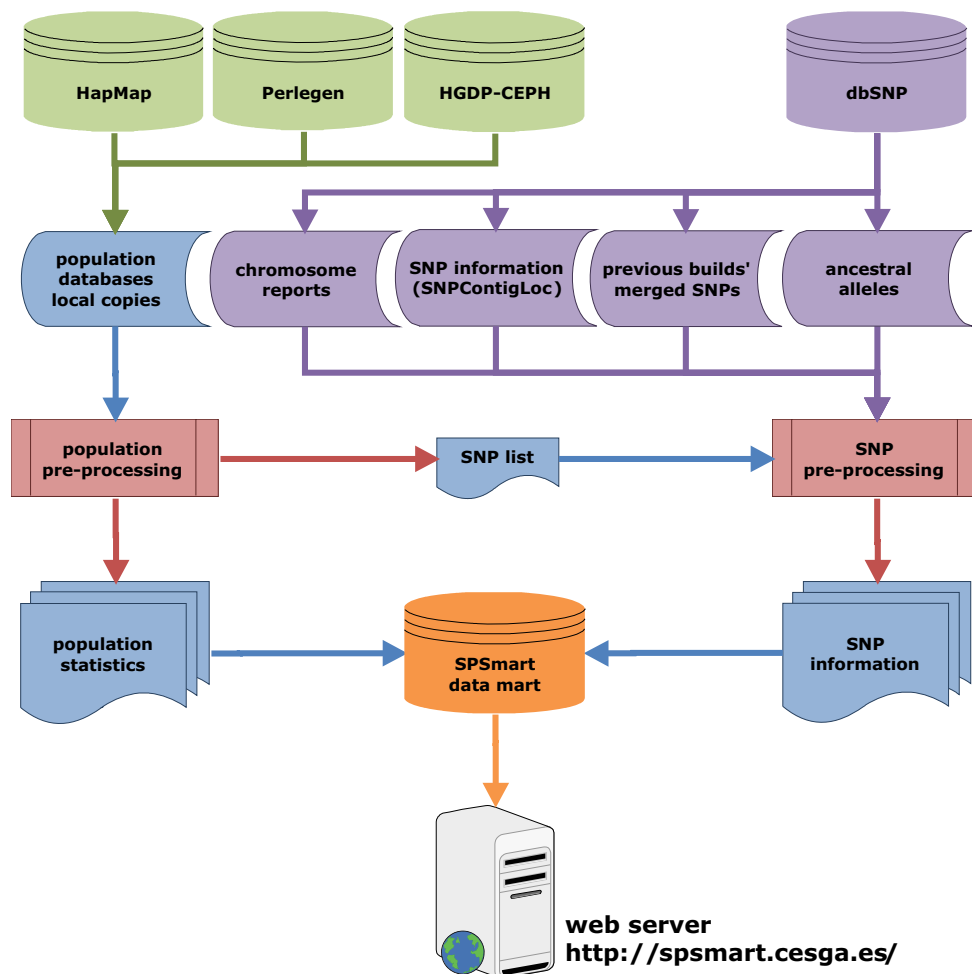 HapMap
Perlegen
HGDP-CEPH
dbSNP
population
databases
local copies
chromosome
reports
SNP information
(SNPContigLoc)
previous builds'
merged SNPs
ancestral
alleles
population
pre-processing
SNP list
SNP
pre-processing
population
statistics
SPSmart
data mart
SNP
information
web server
http://spsmart.cesga.es/